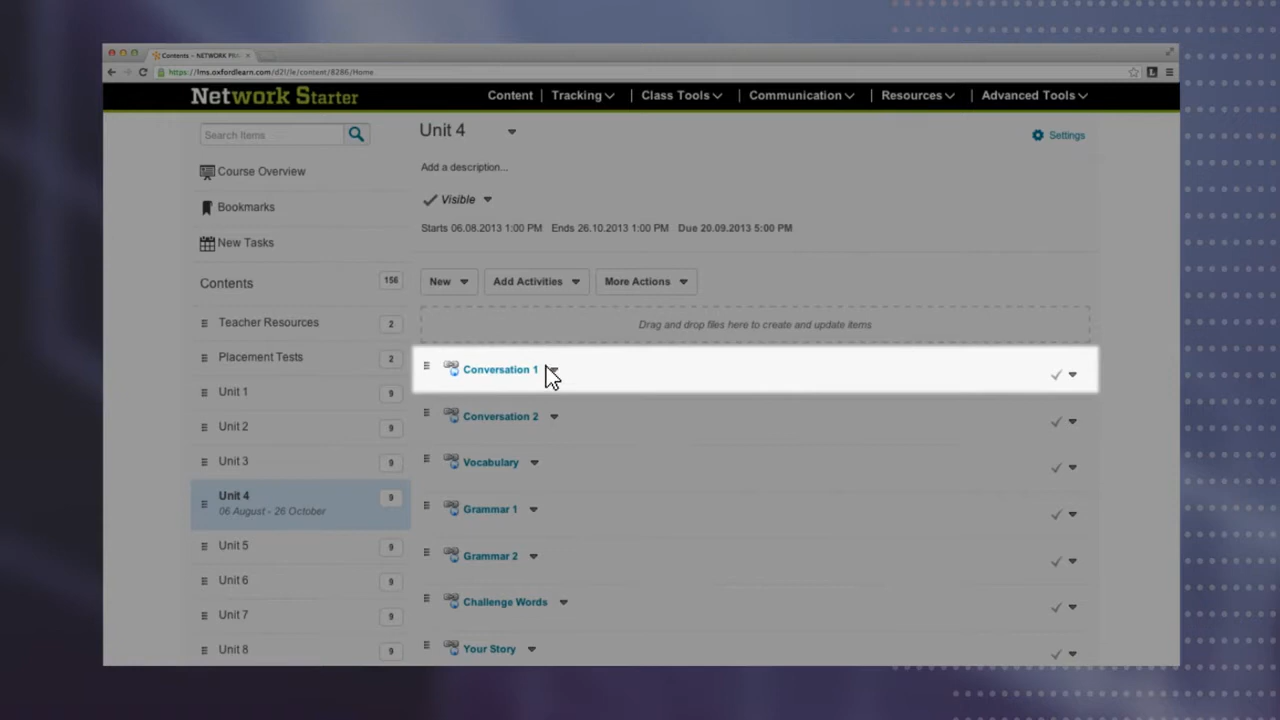 Contents – NETWORK
https://lms.oxfordlearn.com/d2l/le/content/8286/Home
Network Starter
Content
Tracking
Class Tools
Communication
Resources
Advanced Tools
Search Items
Unit 4
Settings
Course Overview
Add a description...
Bookmarks
Visible
Starts 06.08.2013 1:00 PM Ends 26.10.2013 1:00 PM Due 20.09.2013 5:00 PM
New Tasks
Contents 156
New
Add Activities
More Actions
Teacher Resources 2
Drag and drop files here to create and update items
Placement Tests 2
Conversation 1
Unit 1 9
Conversation 2
Unit 2 9
Unit 3 9
Vocabulary
Unit 4 9
06 August - 26 October
Grammar 1
Unit 5 9
Grammar 2
Unit 6 9
Challenge Words
Unit 7 9
Unit 8 9
Your Story